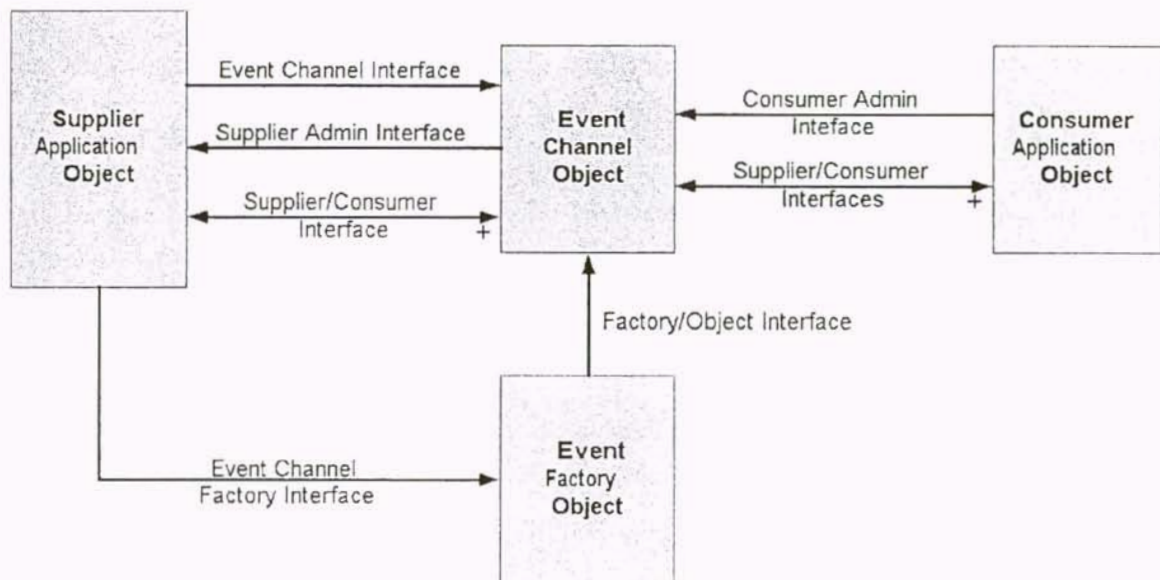 Supplier
Application
Object
Event Channel Interface
Supplier Admin Interface
Supplier/Consumer
Interface
+
Event
Channel
Object
Consumer Admin
Inteface
Supplier/Consumer
Interfaces
+
Consumer
Application
Object
Factory/Object Interface
Event Channel
Factory Interface
Event
Factory
Object